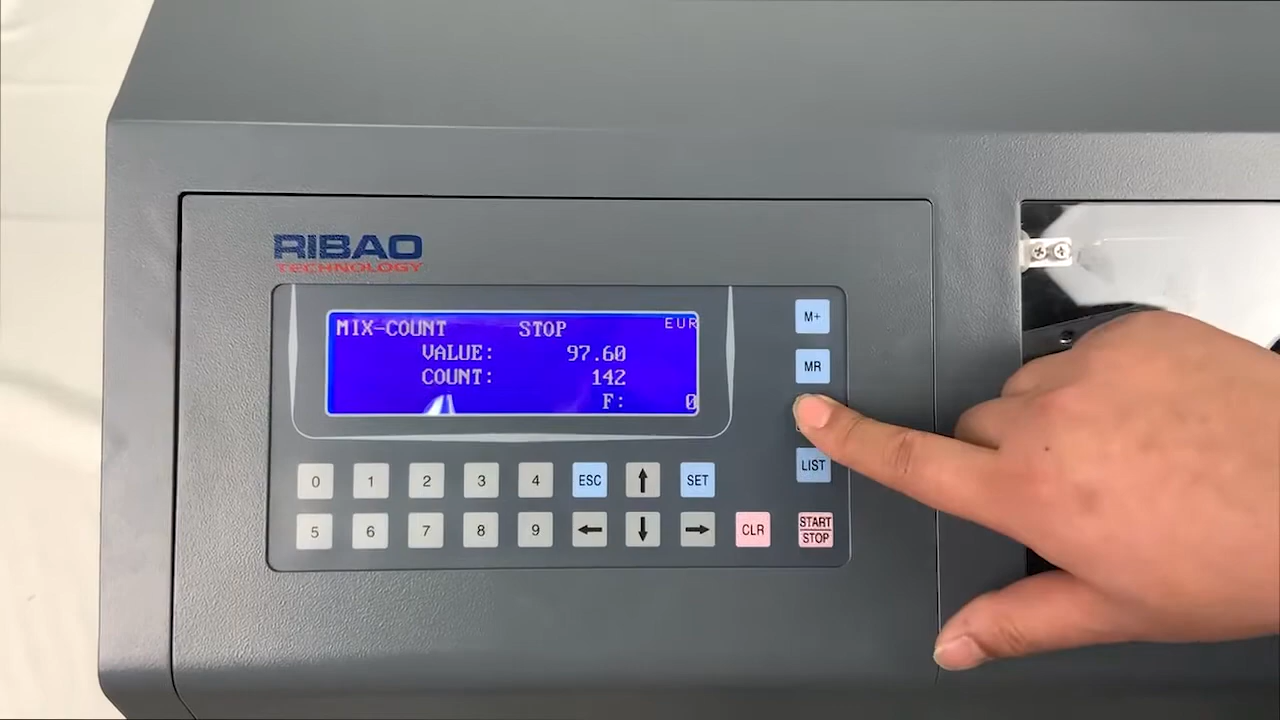 RIBAO
TECHNOLOGY
MIX-COUNT STOP EUR
VALUE: 97.60
COUNT: 142
F: 0
M+
MR
LIST
0 1 2 3 4 ESC ↑ SET
5 6 7 8 9 ← ↓ → CLR
START
STOP